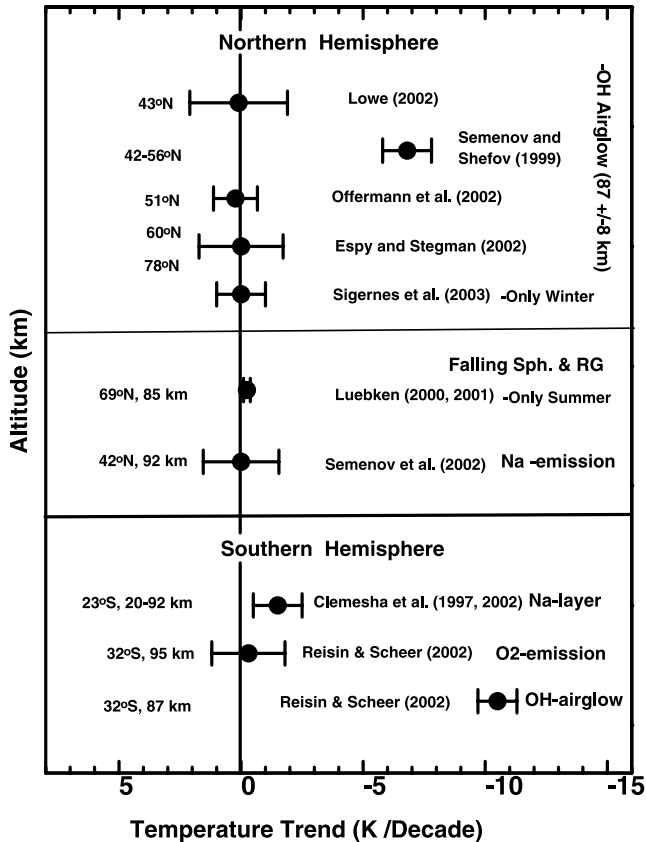 Northern Hemisphere
-OH Airglow (87 +/-8 km)
43ºN Lowe (2002)
42-56ºN Semenov and
Shefov (1999)
51ºN Offermann et al. (2002)
60ºN
Espy and Stegman (2002)
78ºN
Sigernes et al. (2003) -Only Winter
Falling Sph. & RG
69ºN, 85 km Luebken (2000, 2001) -Only Summer
42ºN, 92 km Semenov et al. (2002) Na -emission
Southern Hemisphere
23ºS, 20-92 km Clemesha et al. (1997, 2002) Na-layer
32ºS, 95 km Reisin & Scheer (2002) O2-emission
32ºS, 87 km Reisin & Scheer (2002) OH-airglow
Altitude (km)
5 0 -5 -10 -15
Temperature Trend (K /Decade)